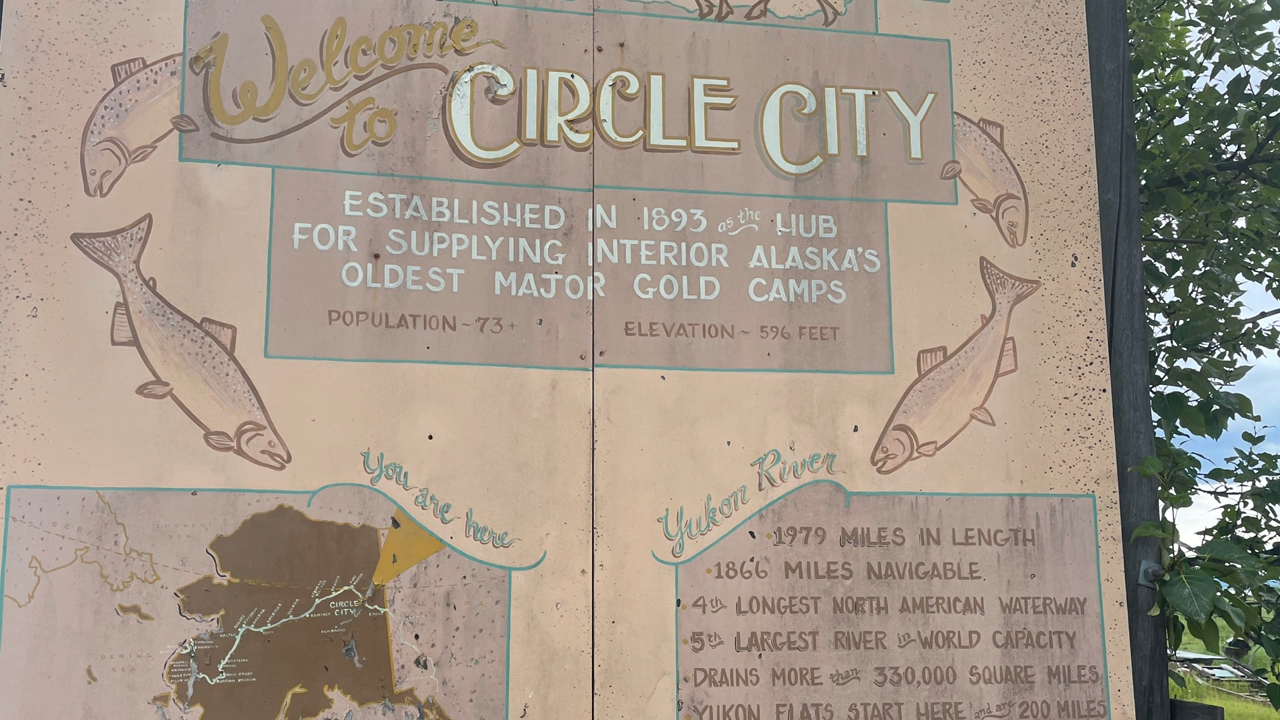 Welcome
to
CIRCLE CITY
ESTABLISHED IN 1893 as the HUB
FOR SUPPLYING INTERIOR ALASKA'S
OLDEST MAJOR GOLD CAMPS
POPULATION ~ 73+
ELEVATION ~ 596 FEET
You are here
CIRCLE
CITY
BERING
SEA
Yukon River
• 1979 MILES IN LENGTH
• 1866 MILES NAVIGABLE
• 4th LONGEST NORTH AMERICAN WATERWAY
• 5th LARGEST RIVER in WORLD CAPACITY
• DRAINS MORE than 330,000 SQUARE MILES
• YUKON FLATS START HERE and are 200 MILES